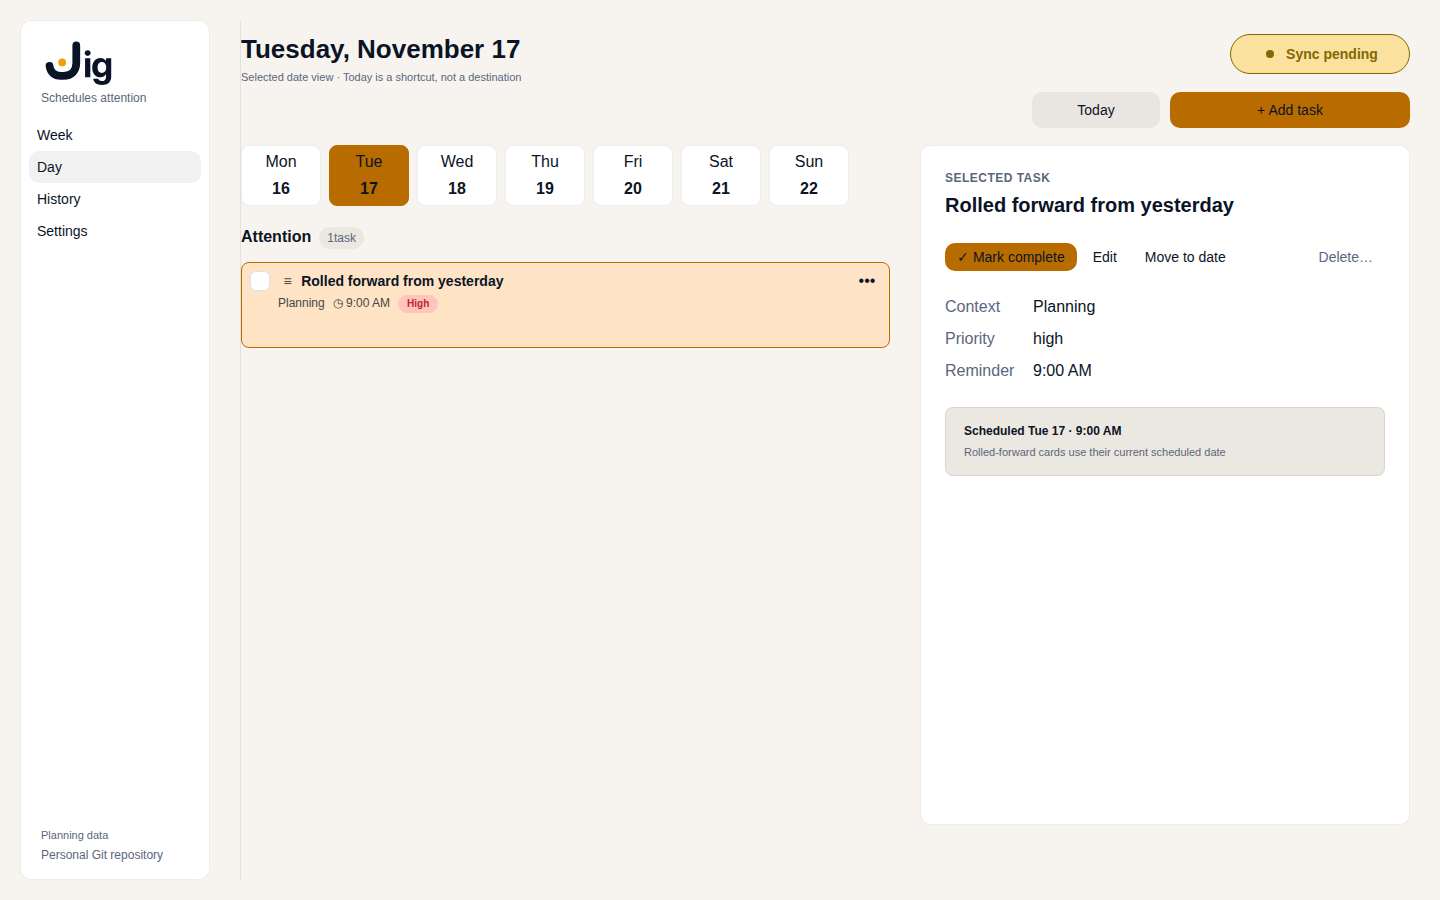 Jig
Schedules attention
Week
Day
History
Settings
Planning data
Personal Git repository
Tuesday, November 17
Selected date view · Today is a shortcut, not a destination
Sync pending
Today
+ Add task
Mon Tue Wed Thu Fri Sat Sun
16 17 18 19 20 21 22
Attention 1task
≡ Rolled forward from yesterday •••
Planning ◷ 9:00 AM High
SELECTED TASK
Rolled forward from yesterday
✓ Mark complete Edit Move to date Delete…
Context Planning
Priority high
Reminder 9:00 AM
Scheduled Tue 17 · 9:00 AM
Rolled-forward cards use their current scheduled date